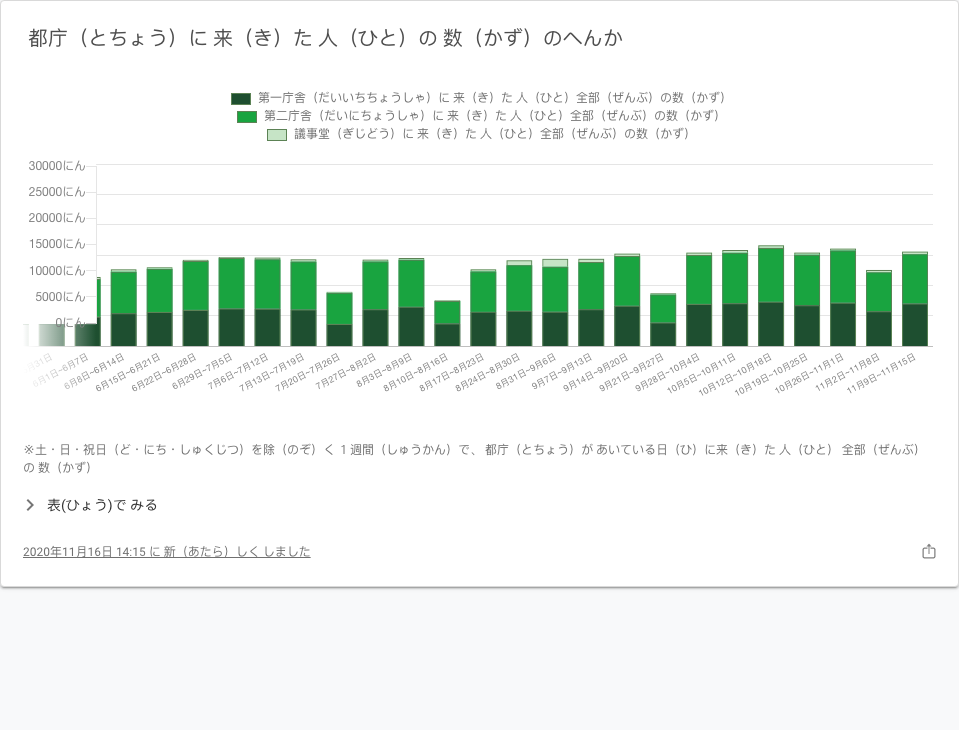 都庁（とちょう）に 来（き）た 人（ひと）の 数（かず）のへんか
第一庁舎（だいいちちょうしゃ）に 来（き）た 人（ひと）全部（ぜんぶ）の数（かず）
第二庁舎（だいにちょうしゃ）に 来（き）た 人（ひと）全部（ぜんぶ）の数（かず）
議事堂（ぎじどう）に 来（き）た 人（ひと）全部（ぜんぶ）の数（かず）
30000にん
25000にん
20000にん
15000にん
10000にん
5000にん
0にん
6月1日~6月7日
6月8日~6月14日
6月15日~6月21日
6月22日~6月28日
6月29日~7月5日
7月6日~7月12日
7月13日~7月19日
7月20日~7月26日
7月27日~8月2日
8月3日~8月9日
8月10日~8月16日
8月17日~8月23日
8月24日~8月30日
8月31日~9月6日
9月7日~9月13日
9月14日~9月20日
9月21日~9月27日
9月28日~10月4日
10月5日~10月11日
10月12日~10月18日
10月19日~10月25日
10月26日~11月1日
11月2日~11月8日
11月9日~11月15日
※土・日・祝日（ど・にち・しゅくじつ）を除（のぞ）く １週間（しゅうかん）で、 都庁（とちょう）が あいている日（ひ）に来（き）た 人（ひと） 全部（ぜんぶ）
の 数（かず）
表(ひょう)で みる
2020年11月16日 14:15 に 新（あたら）しく しました